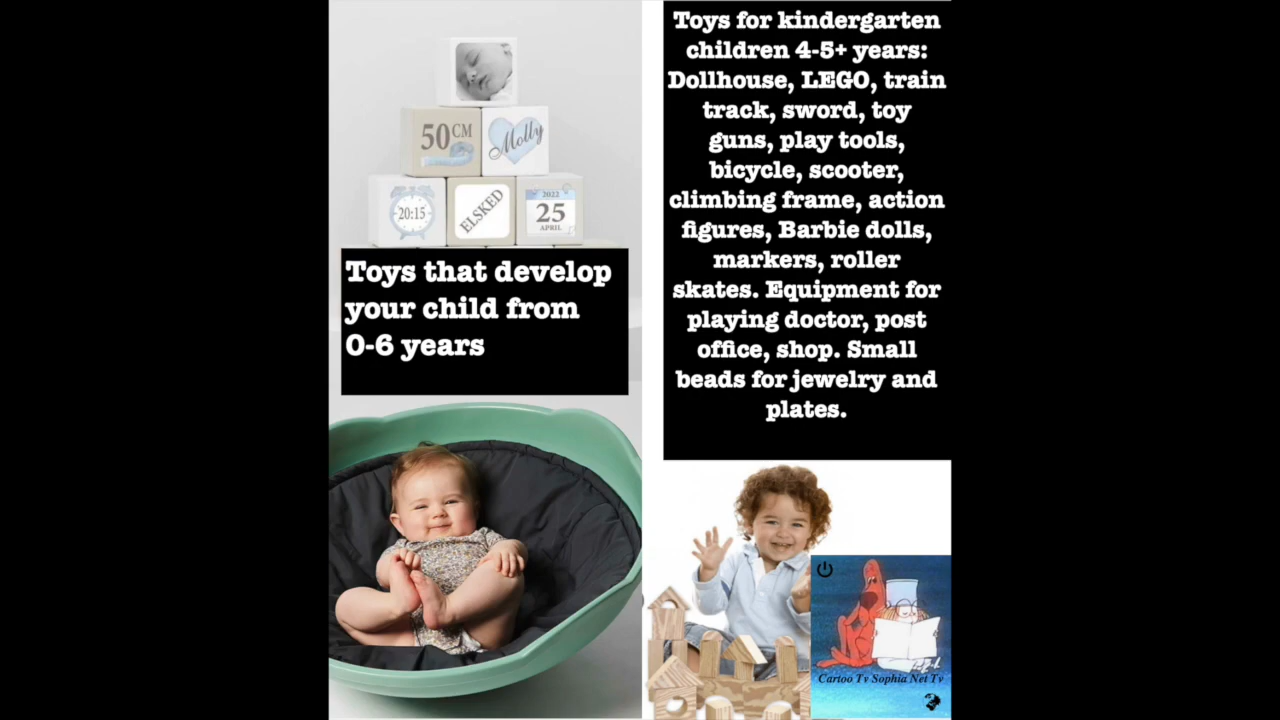 50CM
Molly
20:15
ELSKED
2022
25
APRIL
Toys that develop
your child from
0-6 years
Toys for kindergarten
children 4-5+ years:
Dollhouse, LEGO, train
track, sword, toy
guns, play tools,
bicycle, scooter,
climbing frame, action
figures, Barbie dolls,
markers, roller
skates. Equipment for
playing doctor, post
office, shop. Small
beads for jewelry and
plates.
Cartoo Tv Sophia Net Tv